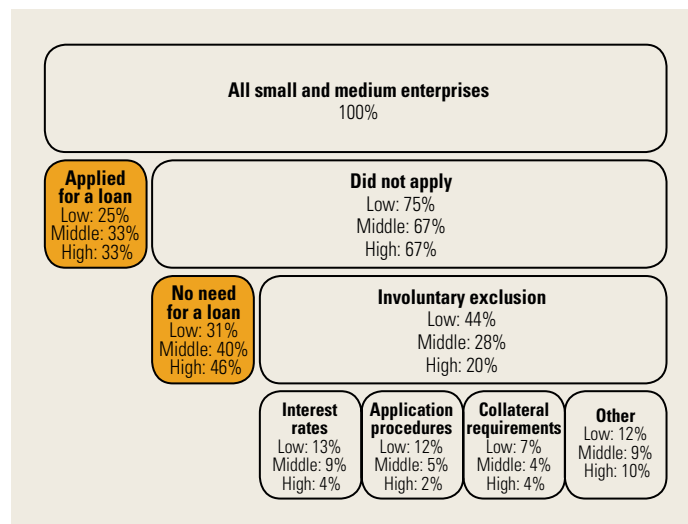 All small and medium enterprises
100%
Applied
for a loan
Low: 25%
Middle: 33%
High: 33%
Did not apply
Low: 75%
Middle: 67%
High: 67%
No need
for a loan
Low: 31%
Middle: 40%
High: 46%
Involuntary exclusion
Low: 44%
Middle: 28%
High: 20%
Interest
rates
Low: 13%
Middle: 9%
High: 4%
Application
procedures
Low: 12%
Middle: 5%
High: 2%
Collateral
requirements
Low: 7%
Middle: 4%
High: 4%
Other
Low: 12%
Middle: 9%
High: 10%